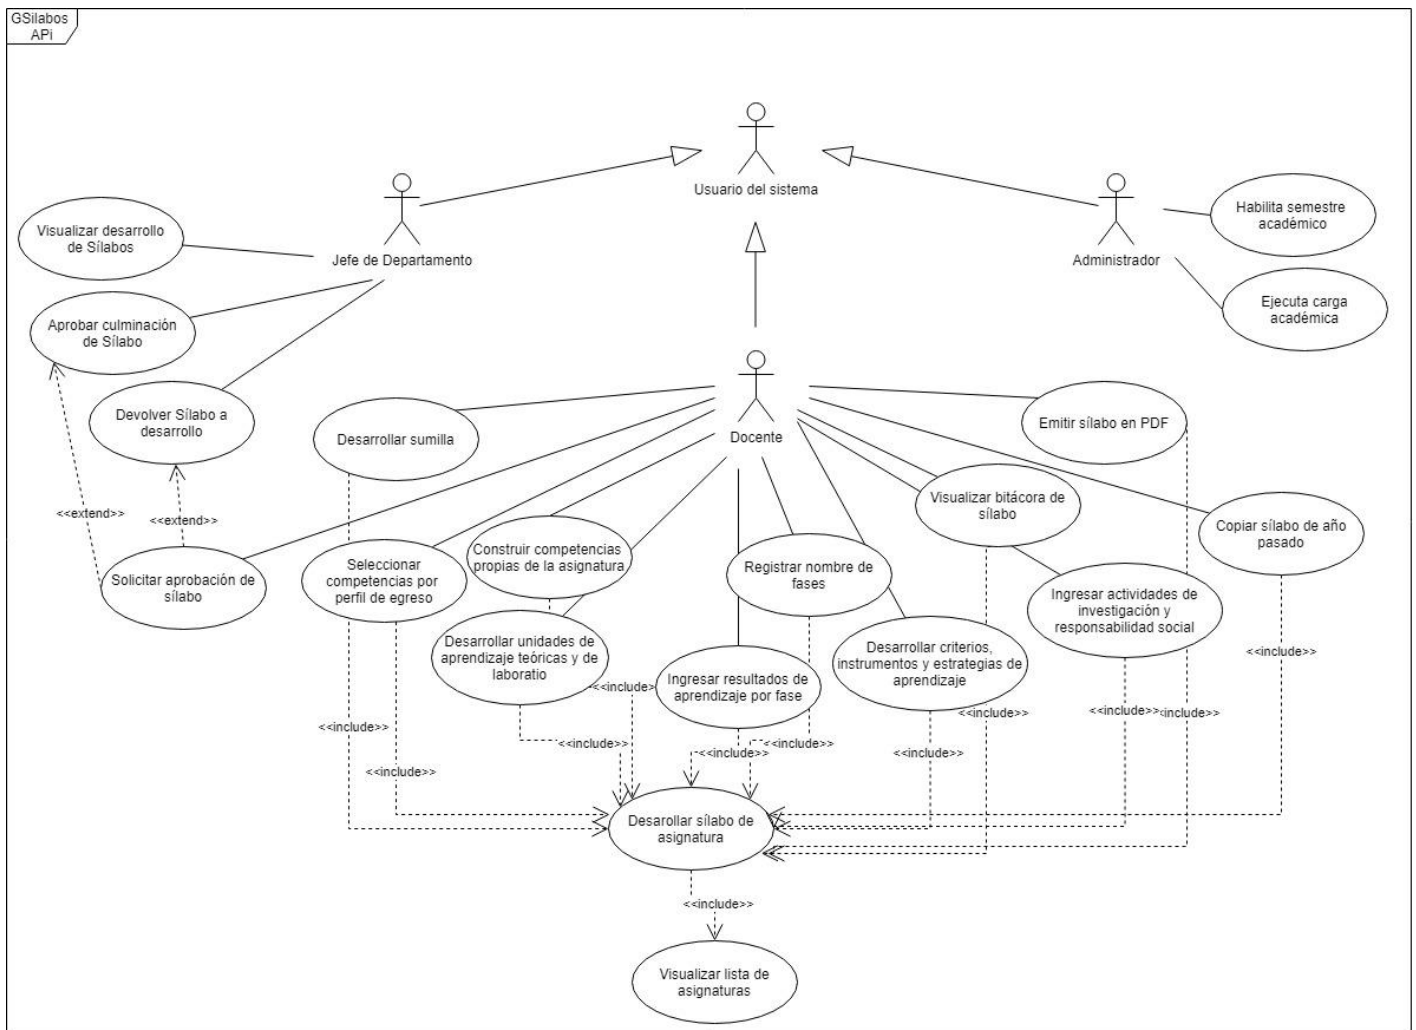 GSilabos
APi
Usuario del sistema
Jefe de Departamento
Administrador
Visualizar desarrollo
de Sílabos
Habilita semestre
académico
Aprobar culminación
de Sílabo
Ejecuta carga
académica
Devolver Sílabo a
desarrollo
Desarrollar sumilla
Docente
Emitir sílabo en PDF
<<extend>>
<<extend>>
Visualizar bitácora de
sílabo
Copiar sílabo de año
pasado
Solicitar aprobación de
sílabo
Seleccionar
competencias por
perfil de egreso
Construir competencias
propias de la asignatura
Registrar nombre de
fases
Ingresar actividades de
investigación y
responsabilidad social
Desarrollar unidades de
aprendizaje teóricas y de
laboratio
Ingresar resultados de
aprendizaje por fase
Desarrollar criterios,
instrumentos y estrategias de
aprendizaje
<<include>>
<<include>
<<include>>
<<include>>
<<include>>
<<include>>
<<include>>
<<include>>
<<include>>
<<include>>
<<include>>
<<include>>
Desarollar sílabo de
asignatura
<<include>>
Visualizar lista de
asignaturas